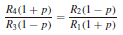 R₄(1 + p) / R₃(1 - p) = R₂(1 - p) / R₁(1 + p)